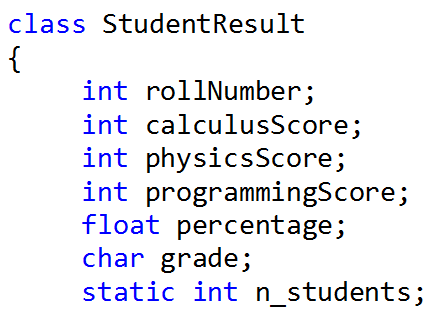 class StudentResult
{
int rollNumber;
int calculusScore;
int physicsScore;
int programmingScore;
float percentage;
char grade;
static int n_students;